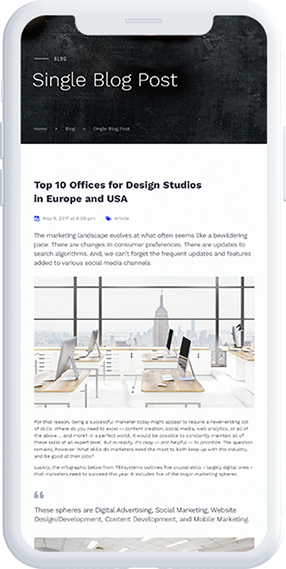 BLOG
Single Blog Post
Home > Blog > Single Blog Post
Top 10 Offices for Design Studios
in Europe and USA
May 8, 2017 at 6:09 pm Article
The marketing landscape evolves at what often seems like a bewildering
pace. There are changes in consumer preferences. There are updates to
search algorithms. And, we can't forget the frequent updates and features
added to various social media channels.
For that reason, being a successful marketer today might appear to require a never-ending list
of skills. Where do you need to excel — content creation, social media, web analytics, or all of
the above ... and more? In a perfect world, it would be possible to constantly maintain all of
these skills at an expert level. But in reality, it's okay — and helpful — to prioritize. The question
remains, however. What skills do marketers need the most to both keep up with the industry,
and be good at their jobs?
Luckily, the infographic below from TEKsystems outlines five crucial skills – largely digital ones –
that marketers need to succeed this year. It includes five of the major marketing spheres.
“
These spheres are Digital Advertising, Social Marketing, Website
Design/Development, Content Development, and Mobile Marketing.